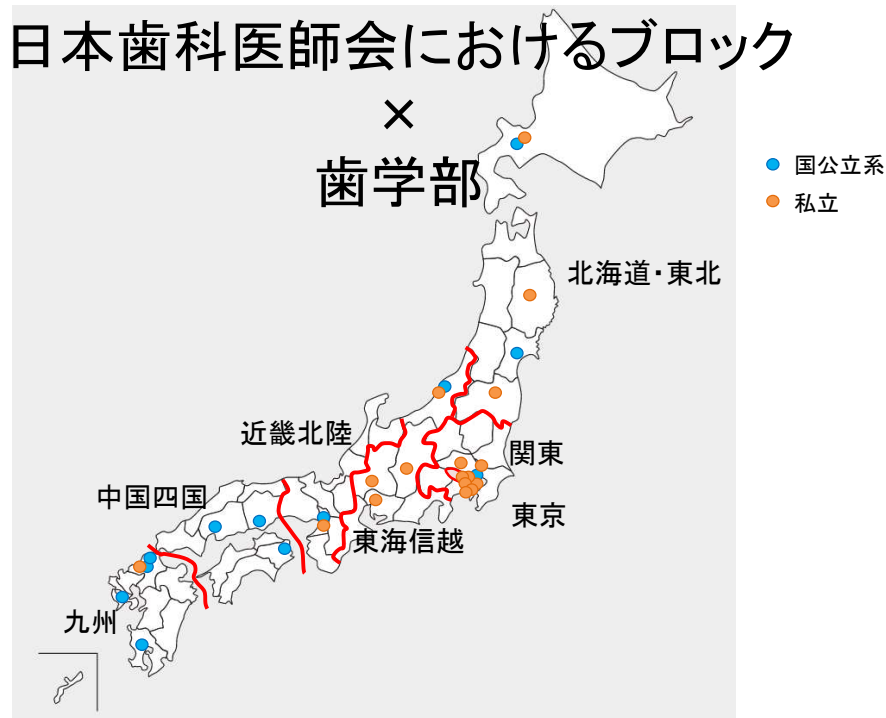 日本歯科医師会におけるブロック
×
歯学部
国公立系
私立
北海道・東北
近畿北陸
関東
中国四国
東京
東海信越
九州